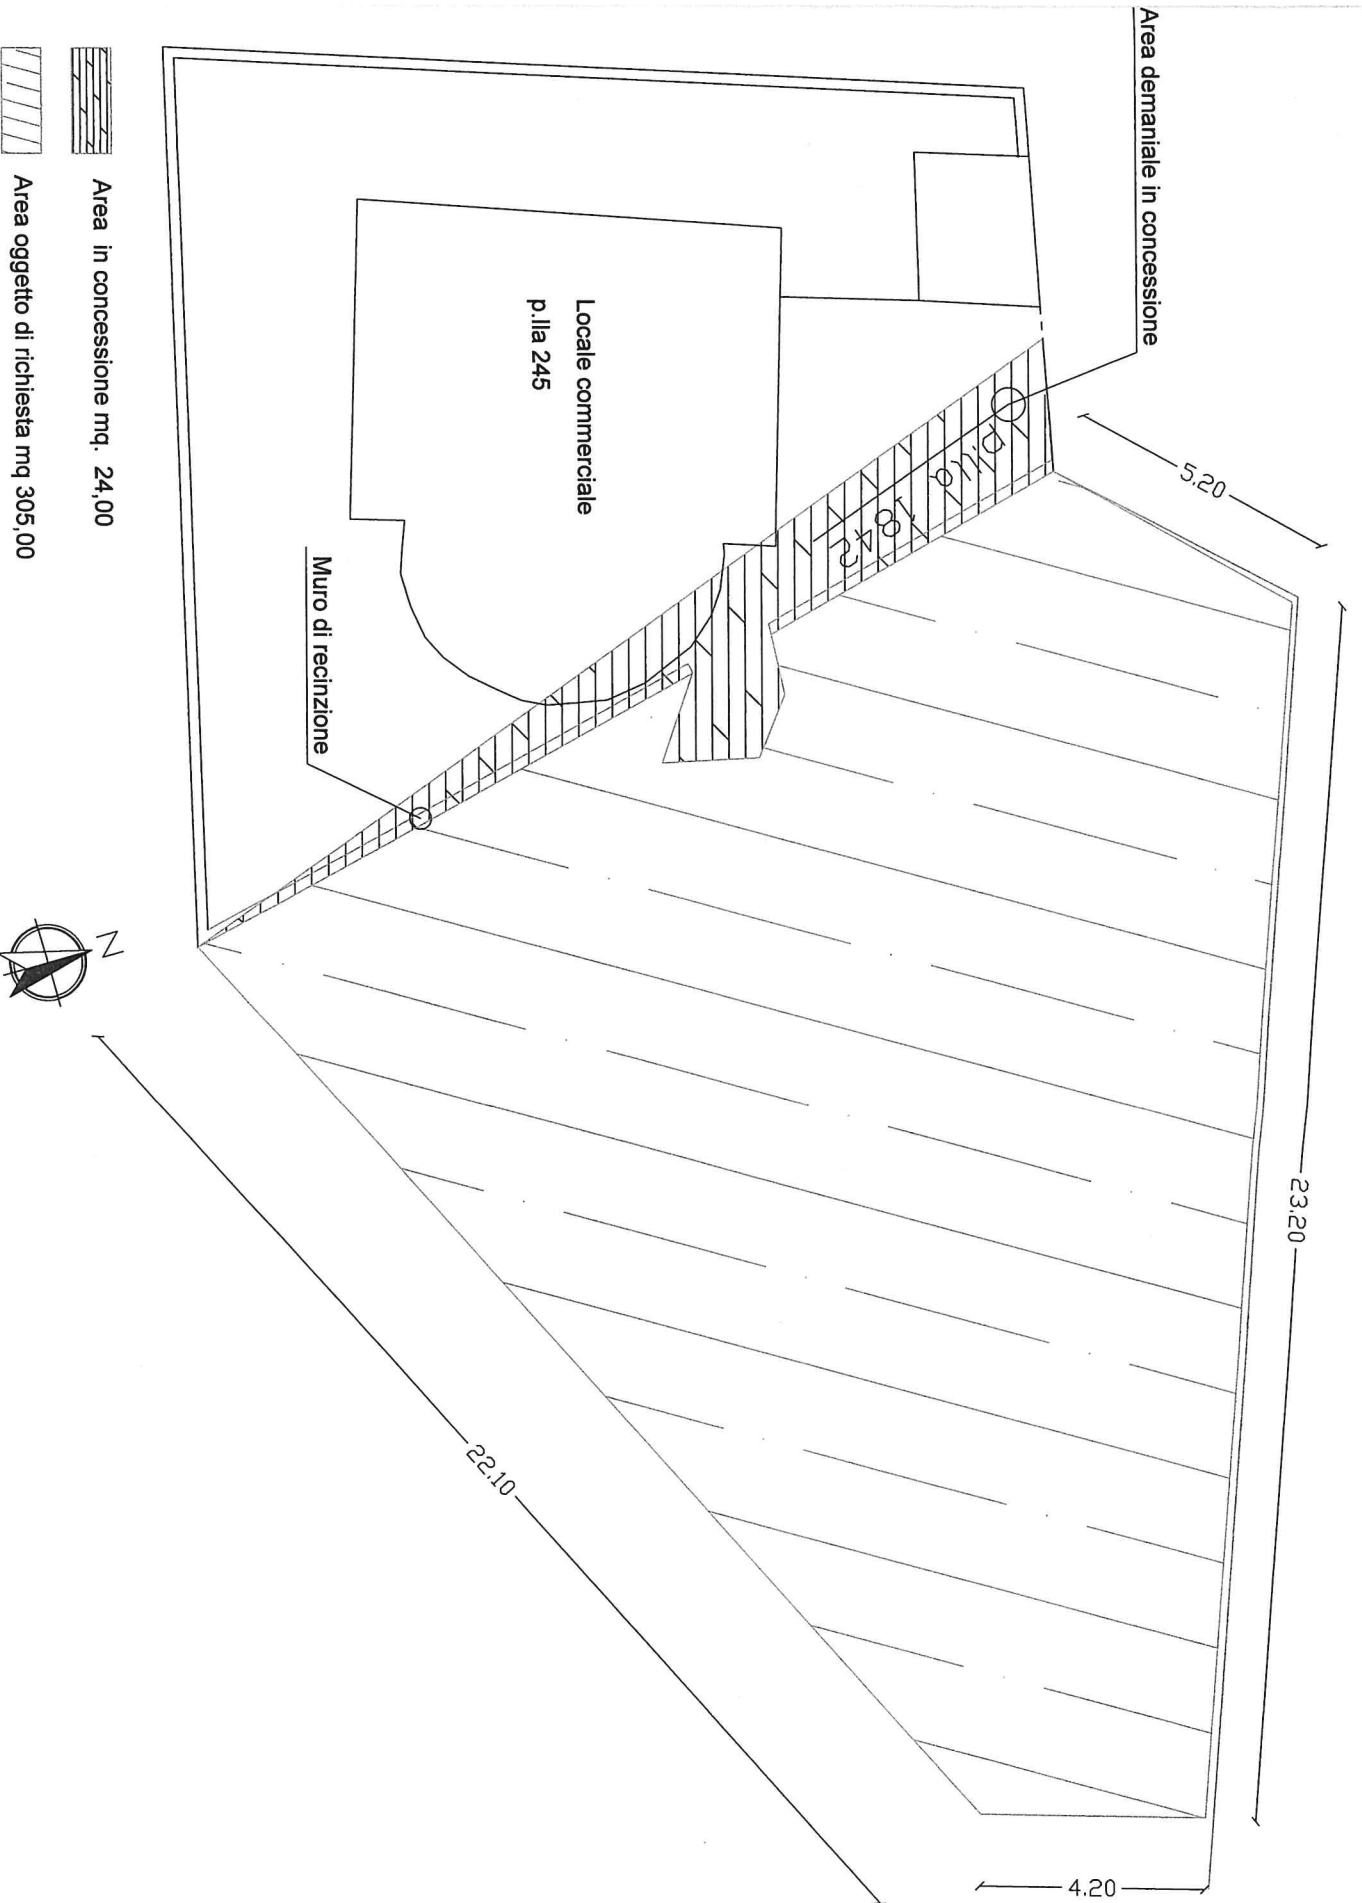 Area demaniale in concessione
5.20
pina 1842
Locale commerciale
p.lla 245
Muro di recinzione
23.20
22.10
4.20
N
Area in concessione mq. 24,00
Area oggetto di richiesta mq 305,00